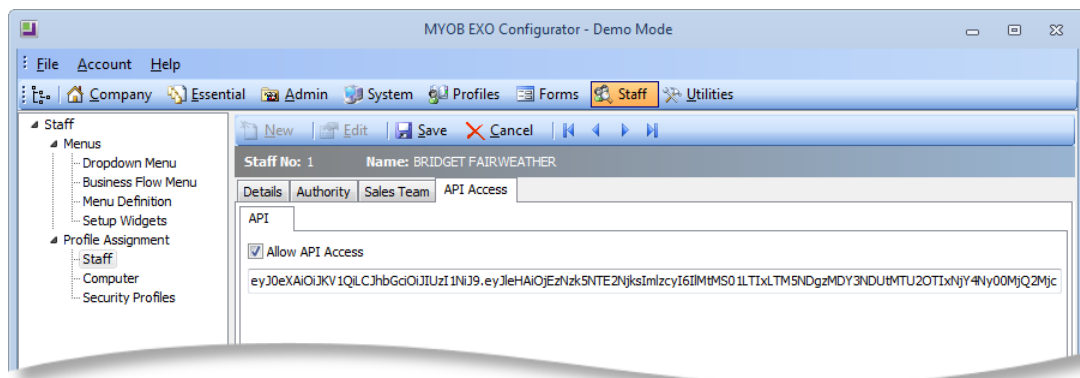 MYOB EXO Configurator - Demo Mode
File Account Help
Company Essential Admin System Profiles Forms Staff Utilities
Staff
Menus
Dropdown Menu
Business Flow Menu
Menu Definition
Setup Widgets
Profile Assignment
Staff
Computer
Security Profiles
New Edit Save Cancel
Staff No: 1 Name: BRIDGET FAIRWEATHER
Details Authority Sales Team API Access
API
Allow API Access
eyJ0eXAiOiJKV1QiLCJhbGciOiJIUzI1NiJ9.eyJleHAiOjEzNzk5NTE2NjksImlzcyI6IlMtMS01LTIxLTM5NDgzMDY3NDUtMTU2OTIxNjY4Ny00MjQ2Mjc